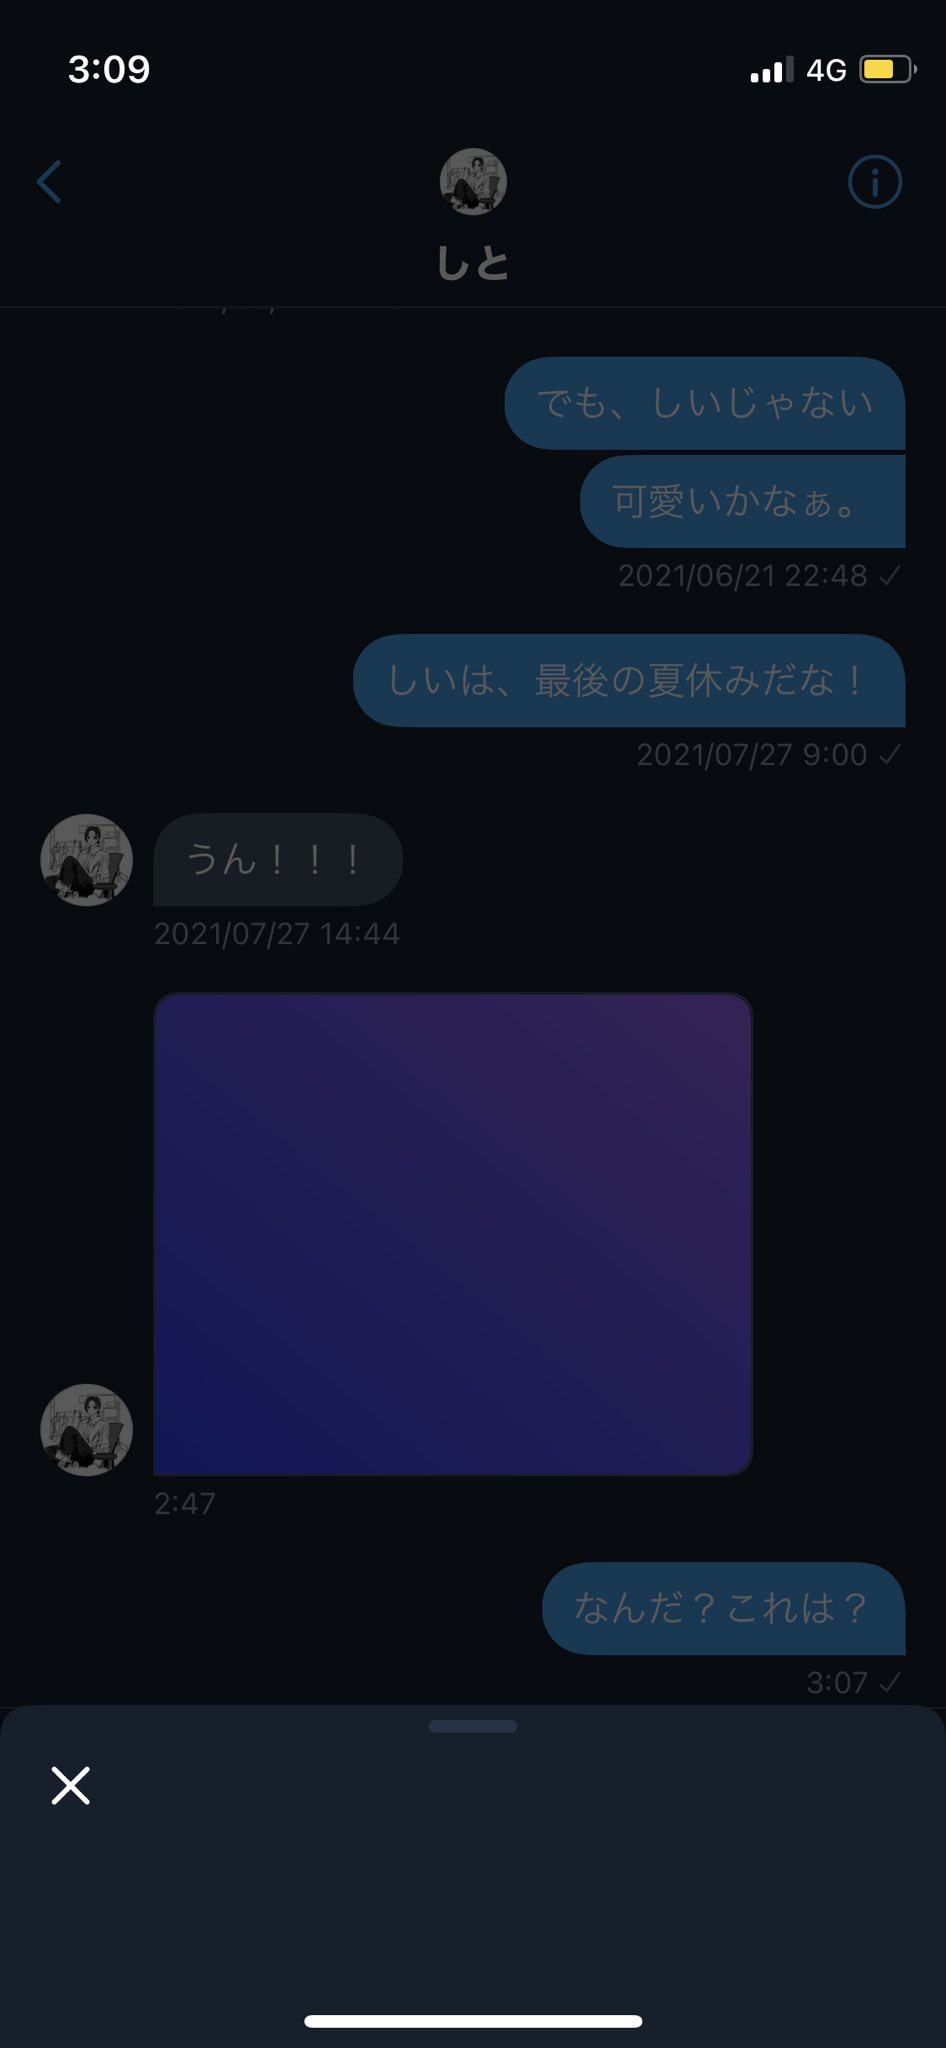 3:09
4G
しと
でも、しいじゃない
可愛いかなぁ。
2021/06/21 22:48
しいは、最後の夏休みだな！
2021/07/27 9:00
うん！！！
2021/07/27 14:44
2:47
なんだ？これは？
3:07